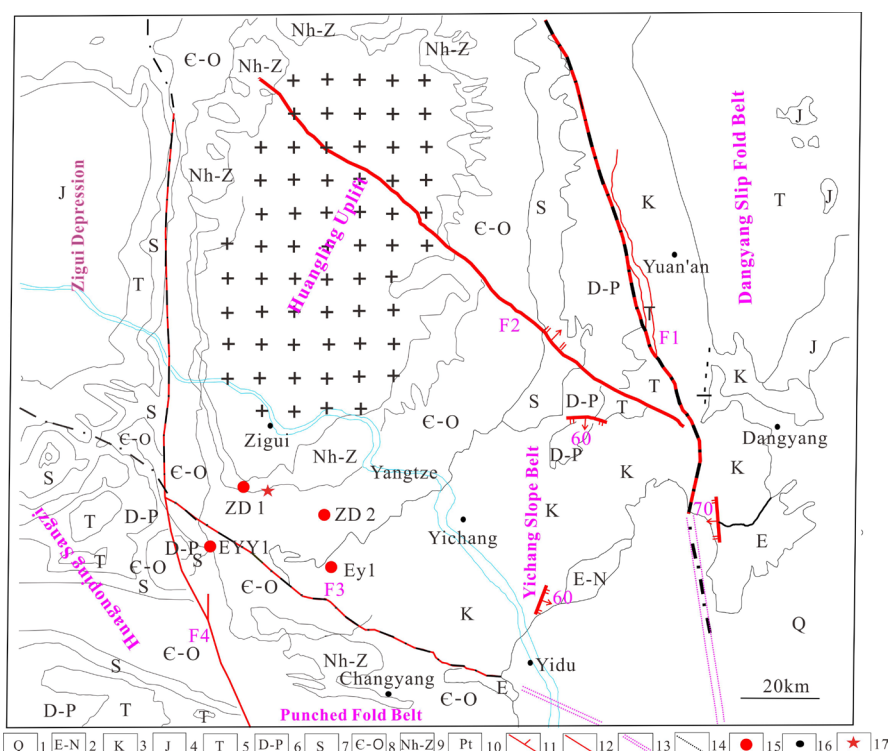 Nh-Z
Nh-Z
Є-O
Nh-Z
J
J
Nh-Z
T
J
Zigui Depression
Huangling Uplift
Dangyang Slip Fold Belt
S
K
Є-O
S
Yuan'an
T
D-P
T
F2
F1
J
T
K
S
D-P
S
T
Є-O
Є-O
Zigui
60
Dangyang
S
Nh-Z
D-P
Є-O
Yangtze
K
K
ZD 1
70
T
D-P
ZD 2
K
Yichang
Huaguoping Sangzi
Yichang Slope Belt
D-P
EYY1
E
T
Є-O
S
Ey1
E-N
S
Є-O
F3
60
K
Q
F4
Є-O
S
Nh-Z
Yidu
Changyang
E
20km
D-P
T
T
Є-O
Punched Fold Belt
Q 1 E-N 2 K 3 J 4 T 5 D-P 6 S 7 Є-O 8 Nh-Z 9 Pt 10 11 12 13 14 15 16 17